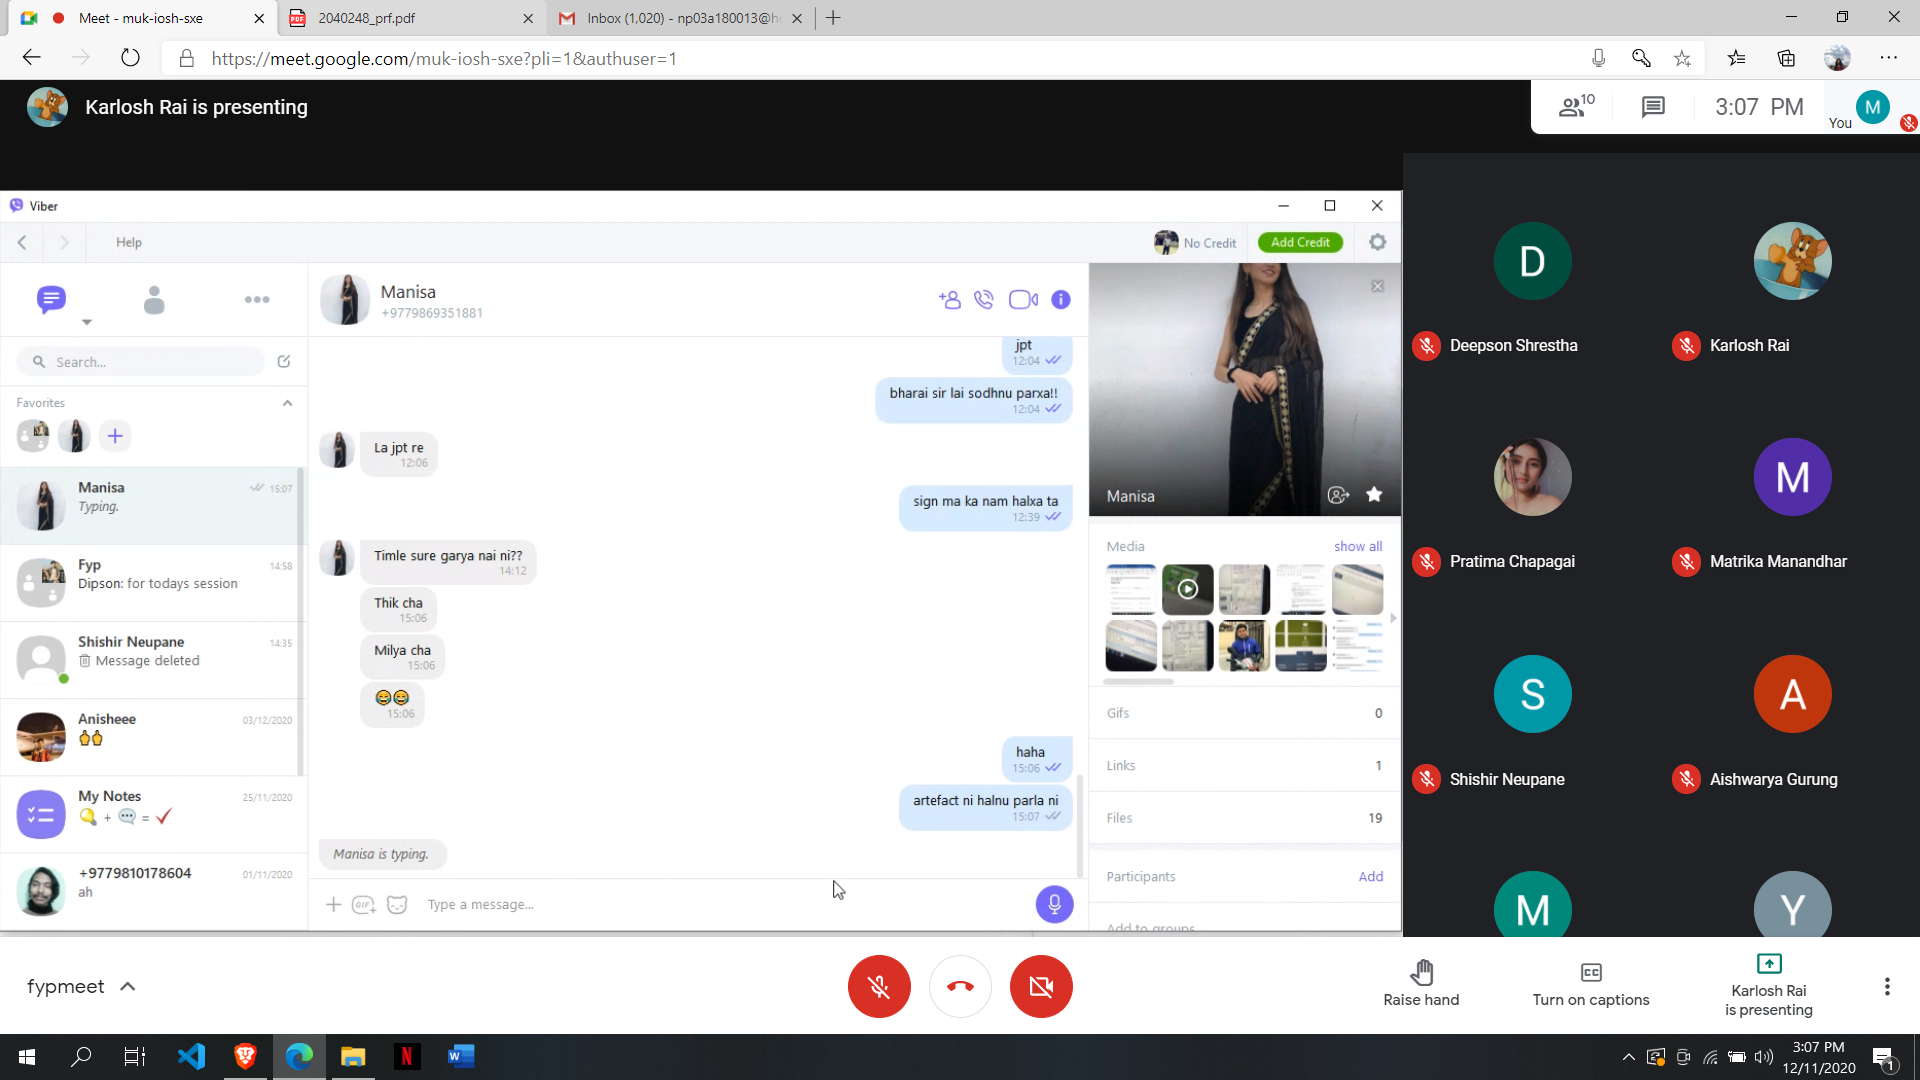 Meet - muk-iosh-sxe
2040248_prf.pdf
Inbox (1,020) - np03a180013@h
https://meet.google.com/muk-iosh-sxe?pli=1&authuser=1
Karlosh Rai is presenting
10
3:07 PM
You
M
Viber
Help
No Credit
Add Credit
Manisa
+9779869351881
Search...
Favorites
Manisa
15:07
Typing.
Fyp
14:58
Dipson: for todays session
Shishir Neupane
14:35
Message deleted
Anisheee
03/12/2020
My Notes
25/11/2020
+ =
+9779810178604
01/11/2020
ah
jpt
12:04
bharai sir lai sodhnu parxa!!
12:04
La jpt re
12:06
sign ma ka nam halxa ta
12:39
Timle sure garya nai ni??
14:12
Thik cha
15:06
Milya cha
15:06
😂😂
15:06
haha
15:06
artefact ni halnu parla ni
15:07
Manisa is typing.
GIF
Type a message...
Manisa
Media
show all
Gifs
0
Links
1
Files
19
Participants
Add
Add to groups
D
Deepson Shrestha
Karlosh Rai
Pratima Chapagai
M
Matrika Manandhar
S
Shishir Neupane
A
Aishwarya Gurung
M
Y
fypmeet
Raise hand
CC
Turn on captions
Karlosh Rai
is presenting
3:07 PM
12/11/2020
1